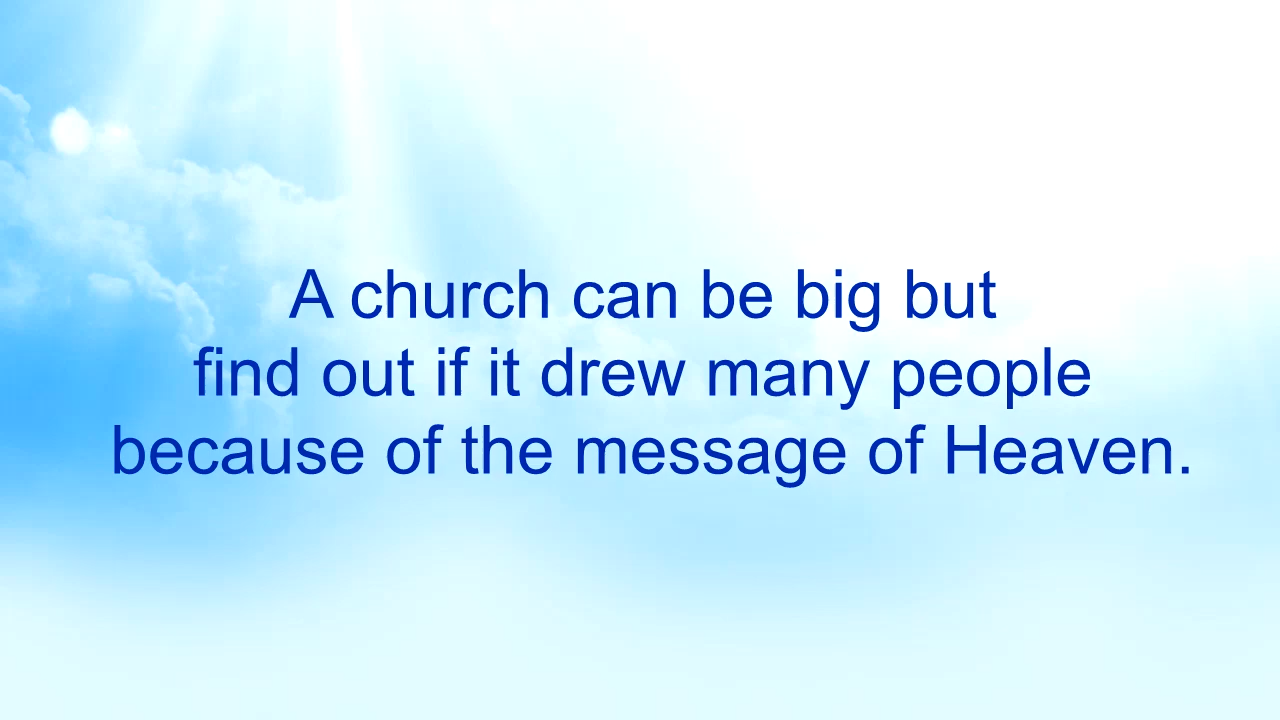 A church can be big but
find out if it drew many people
because of the message of Heaven.